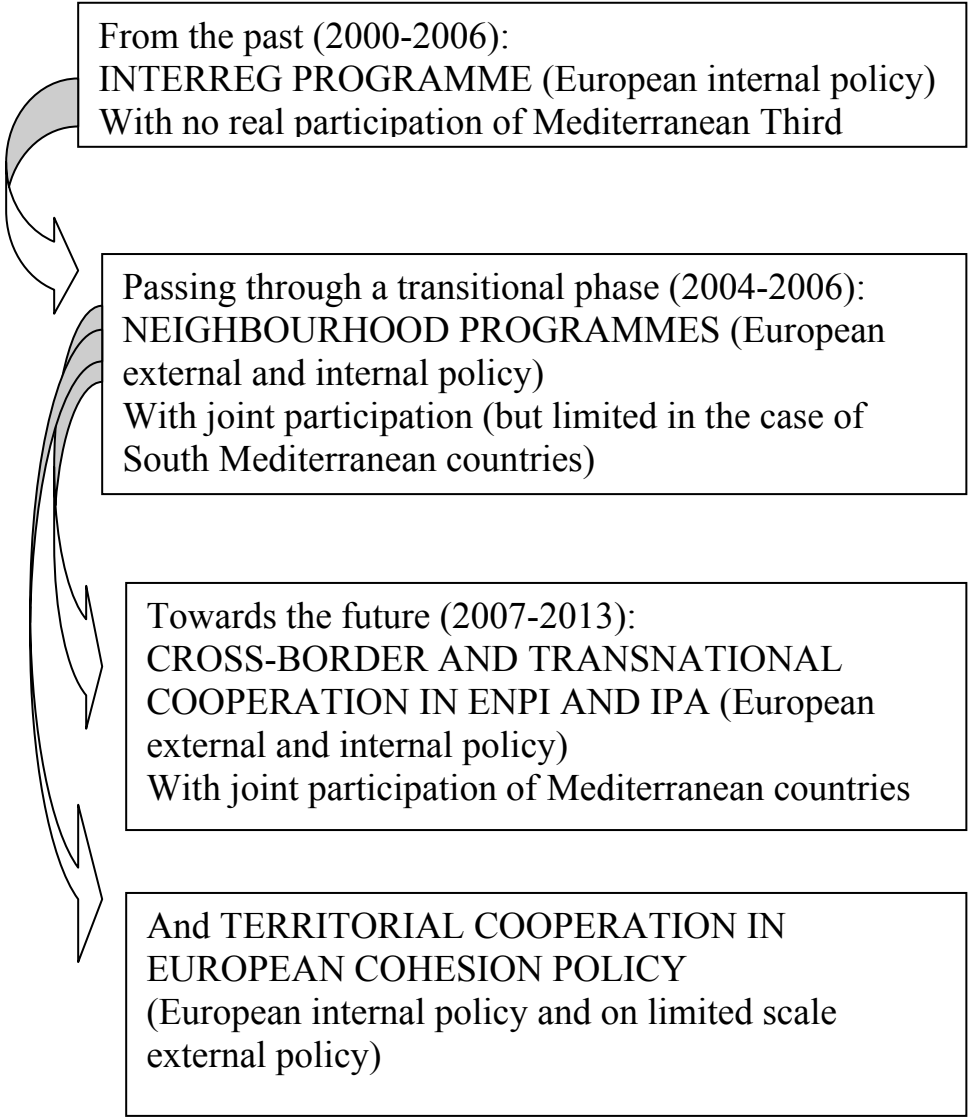 From the past (2000-2006):
INTERREG PROGRAMME (European internal policy)
With no real participation of Mediterranean Third
Passing through a transitional phase (2004-2006):
NEIGHBOURHOOD PROGRAMMES (European
external and internal policy)
With joint participation (but limited in the case of
South Mediterranean countries)
Towards the future (2007-2013):
CROSS-BORDER AND TRANSNATIONAL
COOPERATION IN ENPI AND IPA (European
external and internal policy)
With joint participation of Mediterranean countries
And TERRITORIAL COOPERATION IN
EUROPEAN COHESION POLICY
(European internal policy and on limited scale
external policy)